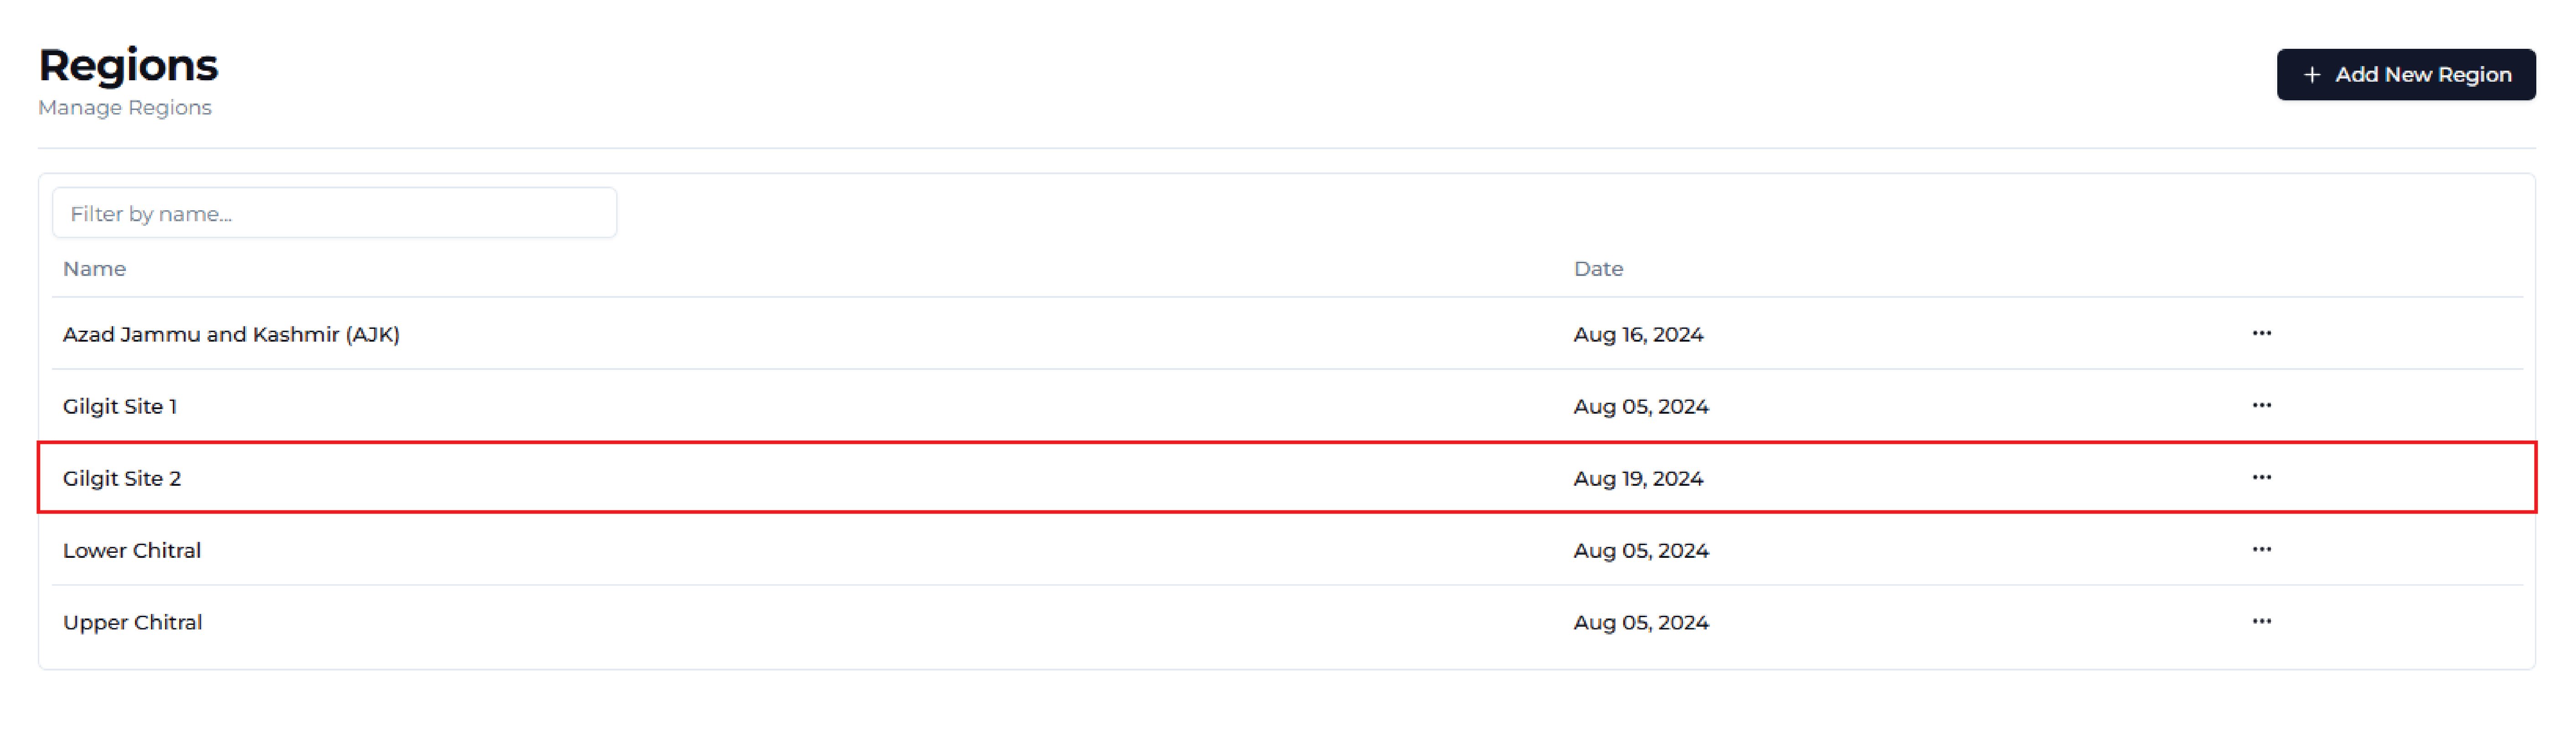 Regions
Manage Regions
+ Add New Region
Filter by name...
Name Date
Azad Jammu and Kashmir (AJK) Aug 16, 2024 ...
Gilgit Site 1 Aug 05, 2024 ...
Gilgit Site 2 Aug 19, 2024 ...
Lower Chitral Aug 05, 2024 ...
Upper Chitral Aug 05, 2024 ...